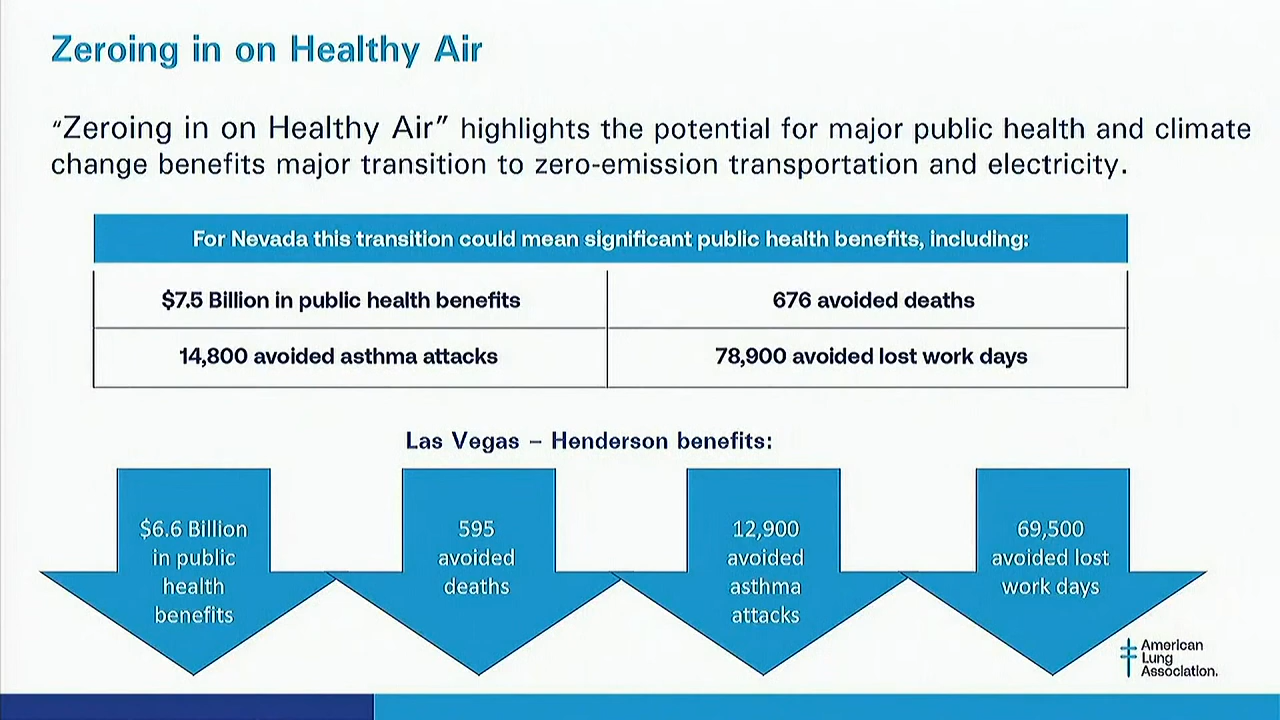 Zeroing in on Healthy Air
“Zeroing in on Healthy Air” highlights the potential for major public health and climate
change benefits major transition to zero-emission transportation and electricity.
For Nevada this transition could mean significant public health benefits, including:
$7.5 Billion in public health benefits
676 avoided deaths
14,800 avoided asthma attacks
78,900 avoided lost work days
Las Vegas – Henderson benefits:
$6.6 Billion
in public
health
benefits
595
avoided
deaths
12,900
avoided
asthma
attacks
69,500
avoided lost
work days
American
Lung
Association.